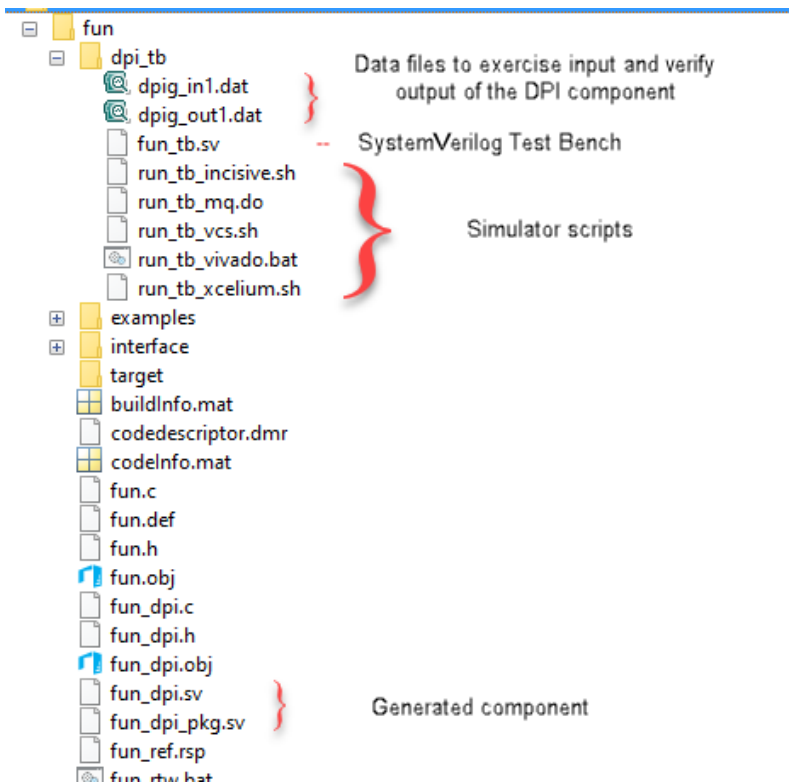 fun
dpi_tb
Data files to exercise input and verify
output of the DPI component
dpig_in1.dat
dpig_out1.dat
fun_tb.sv
-- SystemVerilog Test Bench
run_tb_incisive.sh
run_tb_mq.do
run_tb_vcs.sh
Simulator scripts
run_tb_vivado.bat
run_tb_xcelium.sh
examples
interface
target
buildInfo.mat
codedescriptor.dmr
codeInfo.mat
fun.c
fun.def
fun.h
fun.obj
fun_dpi.c
fun_dpi.h
fun_dpi.obj
fun_dpi.sv
Generated component
fun_dpi_pkg.sv
fun_ref.rsp
fun_rtw.bat